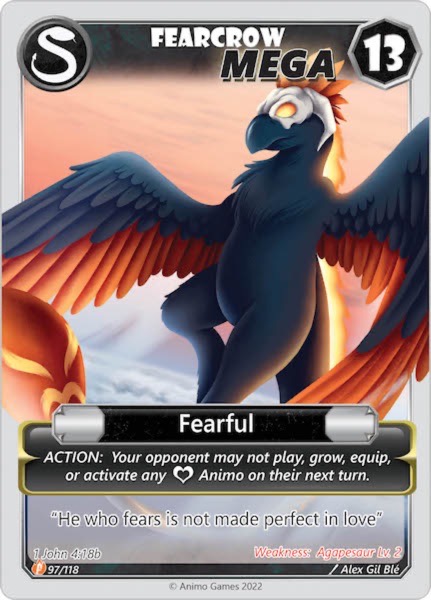 S
FEARCROW
MEGA
13
Fearful
ACTION: Your opponent may not play, grow, equip,
or activate any Animo on their next turn.
“He who fears is not made perfect in love”
1 John 4:18b
Weakness: Agapesaur Lv. 2
P 97/118
/ Alex Gil Blé
© Animo Games 2022